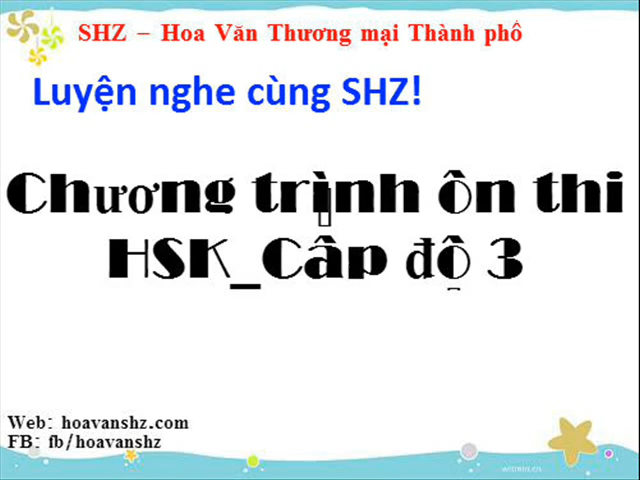 SHZ – Hoa Văn Thương mại Thành phố
Luyện nghe cùng SHZ!
Chương trình ôn thi
HSK_Cấp độ 3
Web: hoavanshz.com
FB: fb/hoavanshz